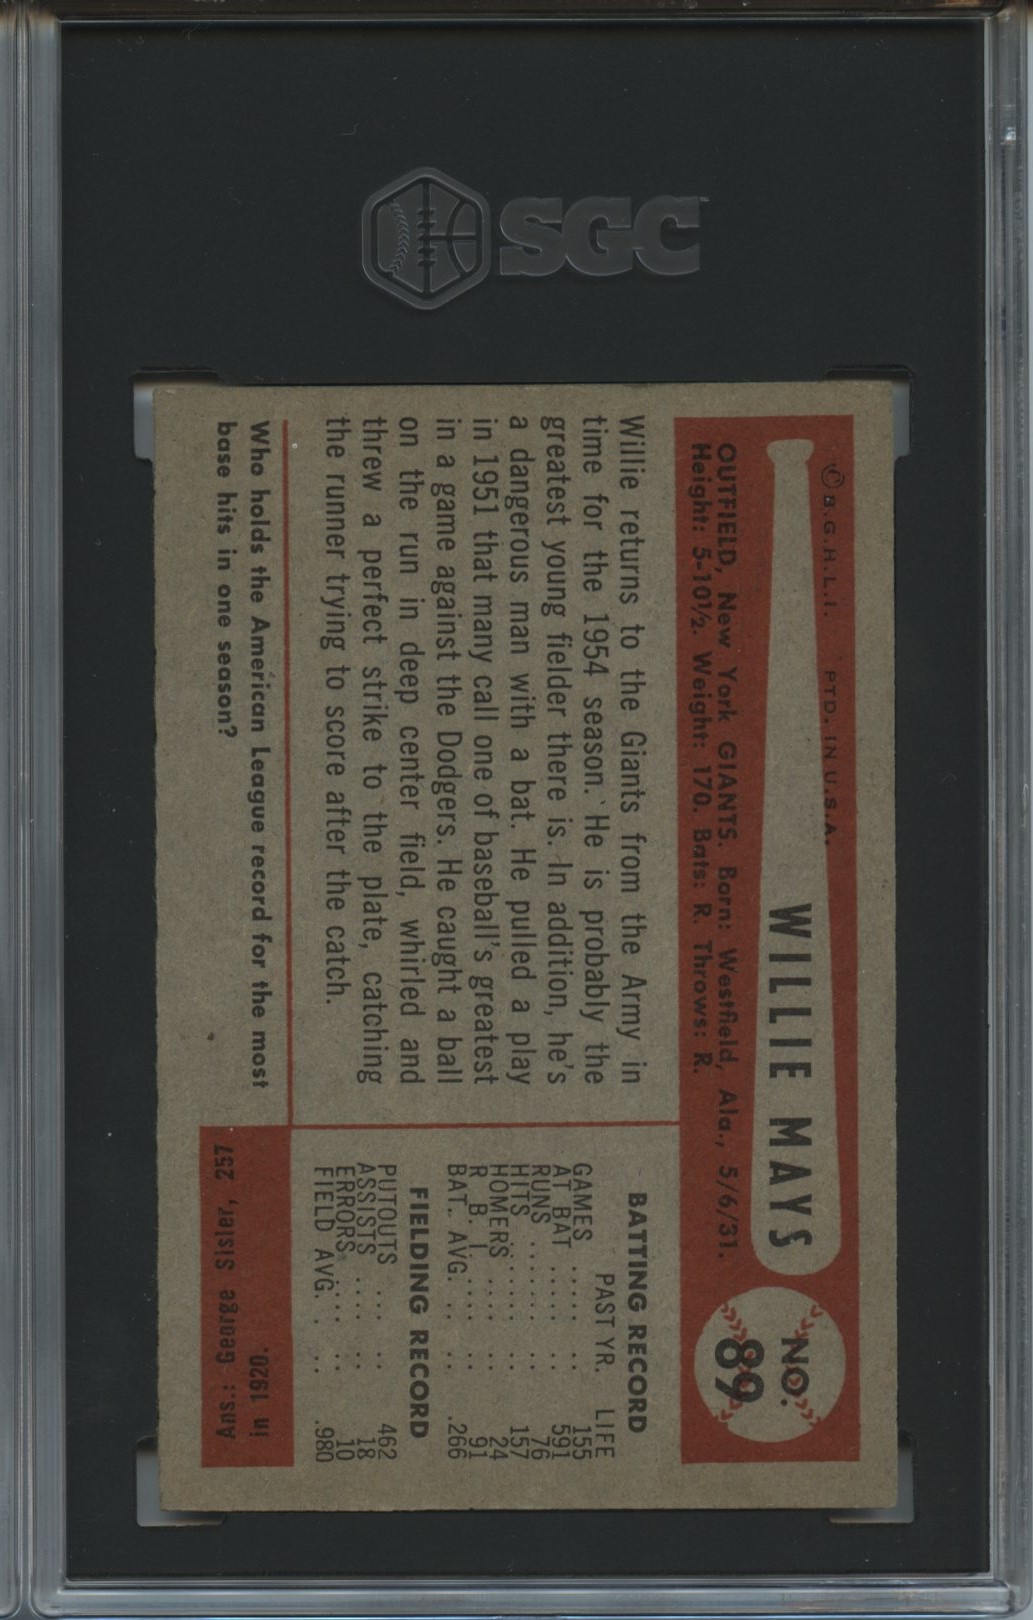 SGC
© B.G.H.L.I. PTD. IN U.S.A.
WILLIE MAYS
NO.
89
OUTFIELD, New York GIANTS. Born: Westfield, Ala., 5/6/31.
Height: 5-10½. Weight: 170. Bats: R. Throws: R.
Willie returns to the Giants from the Army in
time for the 1954 season. He is probably the
greatest young fielder there is. In addition, he's
a dangerous man with a bat. He pulled a play
in 1951 that many call one of baseball's greatest
in a game against the Dodgers. He caught a ball
on the run in deep center field, whirled and
threw a perfect strike to the plate, catching
the runner trying to score after the catch.
BATTING RECORD
PAST YR. LIFE
GAMES ..... .. 155
AT BAT ..... .. 591
RUNS ...... .. 76
HITS ...... .. 157
HOMERS ..... .. 24
R. B. I. ..... .. 91
BAT. AVG. .. .. .266
FIELDING RECORD
PUTOUTS ... .. 462
ASSISTS .... .. 18
ERRORS .... .. 10
FIELD AVG. . .. .980
Who holds the American League record for the most
base hits in one season?
Ans.: George Sisler, 257
in 1920.